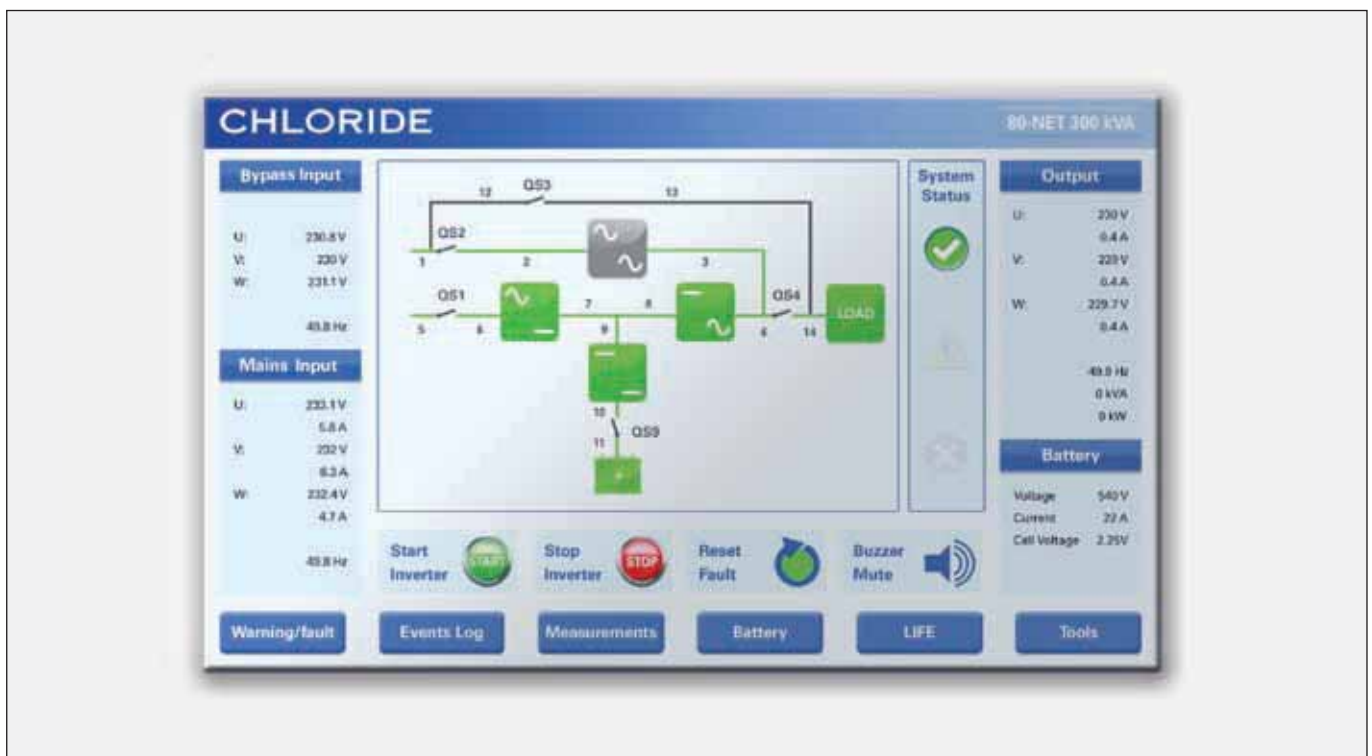 CHLORIDE
80-NET 300 kVA
Bypass Input
U: 230.8 V
V: 230 V
W: 231.1 V
49.8 Hz
Mains Input
U: 233.1 V
5.8 A
V: 232 V
6.3 A
W: 232.4 V
4.7 A
49.8 Hz
12
QS3
13
QS2
1
2
3
QS1
5
6
7
8
9
QS4
4
14
LOAD
10
11
QS9
System
Status
Output
U: 230 V
0.4 A
V: 229 V
0.4 A
W: 229.7 V
0.4 A
49.9 Hz
0 kVA
0 kW
Battery
Voltage 540 V
Current 22 A
Cell Voltage 2.25V
Start
Inverter
START
Stop
Inverter
STOP
Reset
Fault
Buzzer
Mute
Warning/fault
Events Log
Measurements
Battery
LIFE
Tools